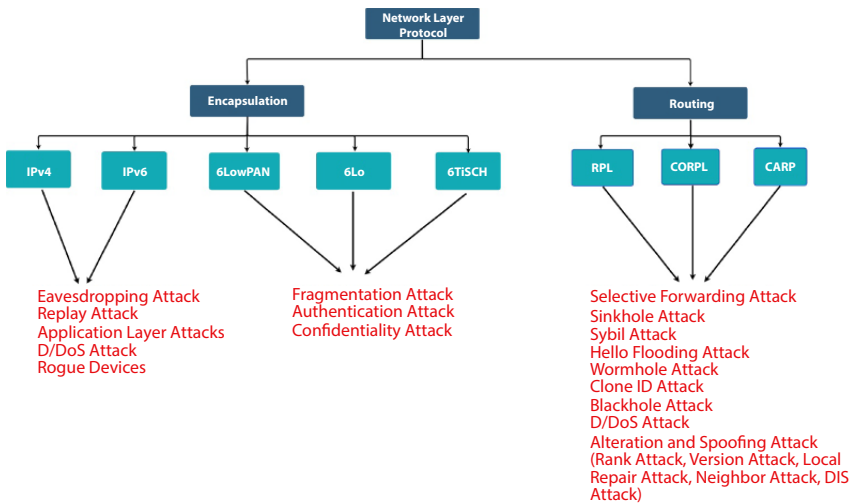 Network Layer
Protocol
Encapsulation
Routing
IPv4
IPv6
6LowPAN
6Lo
6TiSCH
RPL
CORPL
CARP
Eavesdropping Attack
Replay Attack
Application Layer Attacks
D/DoS Attack
Rogue Devices
Fragmentation Attack
Authentication Attack
Confidentiality Attack
Selective Forwarding Attack
Sinkhole Attack
Sybil Attack
Hello Flooding Attack
Wormhole Attack
Clone ID Attack
Blackhole Attack
D/DoS Attack
Alteration and Spoofing Attack
(Rank Attack, Version Attack, Local
Repair Attack, Neighbor Attack, DIS
Attack)